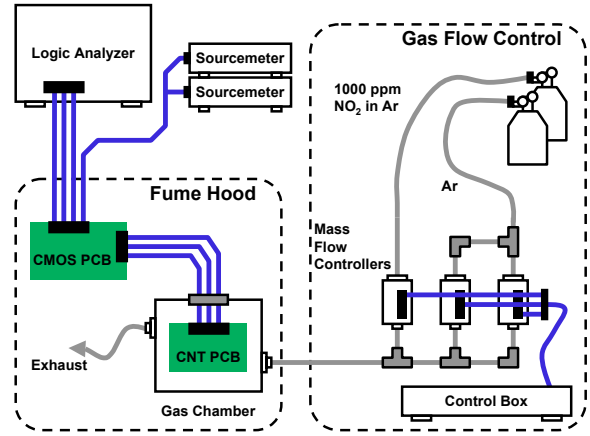 Logic Analyzer
Sourcemeter
Sourcemeter
Gas Flow Control
1000 ppm
NO₂ in Ar
Ar
Mass
Flow
Controllers
Control Box
Fume Hood
CMOS PCB
CNT PCB
Exhaust
Gas Chamber